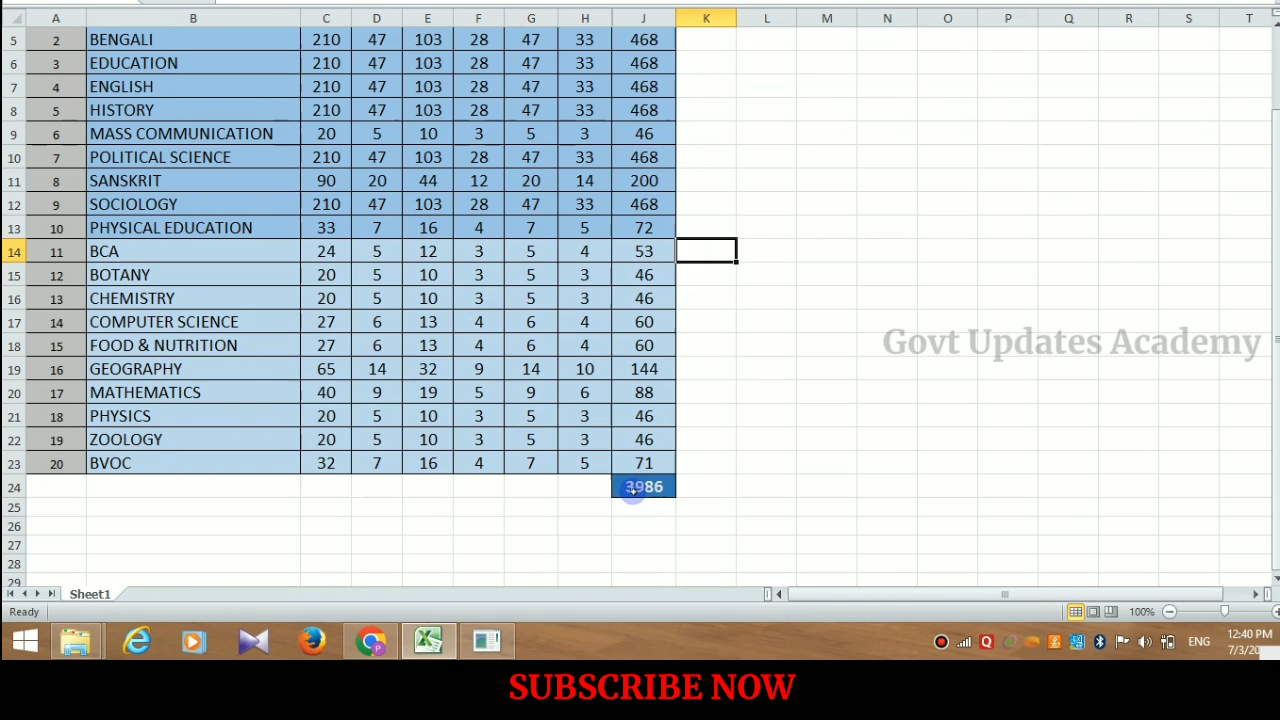 A B C D E F G H J K L M N O P Q R S T
5 2 BENGALI 210 47 103 28 47 33 468
6 3 EDUCATION 210 47 103 28 47 33 468
7 4 ENGLISH 210 47 103 28 47 33 468
8 5 HISTORY 210 47 103 28 47 33 468
9 6 MASS COMMUNICATION 20 5 10 3 5 3 46
10 7 POLITICAL SCIENCE 210 47 103 28 47 33 468
11 8 SANSKRIT 90 20 44 12 20 14 200
12 9 SOCIOLOGY 210 47 103 28 47 33 468
13 10 PHYSICAL EDUCATION 33 7 16 4 7 5 72
14 11 BCA 24 5 12 3 5 4 53
15 12 BOTANY 20 5 10 3 5 3 46
16 13 CHEMISTRY 20 5 10 3 5 3 46
17 14 COMPUTER SCIENCE 27 6 13 4 6 4 60
18 15 FOOD & NUTRITION 27 6 13 4 6 4 60
Govt Updates Academy
19 16 GEOGRAPHY 65 14 32 9 14 10 144
20 17 MATHEMATICS 40 9 19 5 9 6 88
21 18 PHYSICS 20 5 10 3 5 3 46
22 19 ZOOLOGY 20 5 10 3 5 3 46
23 20 BVOC 32 7 16 4 7 5 71
24 3986
25
26
27
28
29
Sheet1
Ready 100%
ENG 12:40 PM
7/3/20
SUBSCRIBE NOW